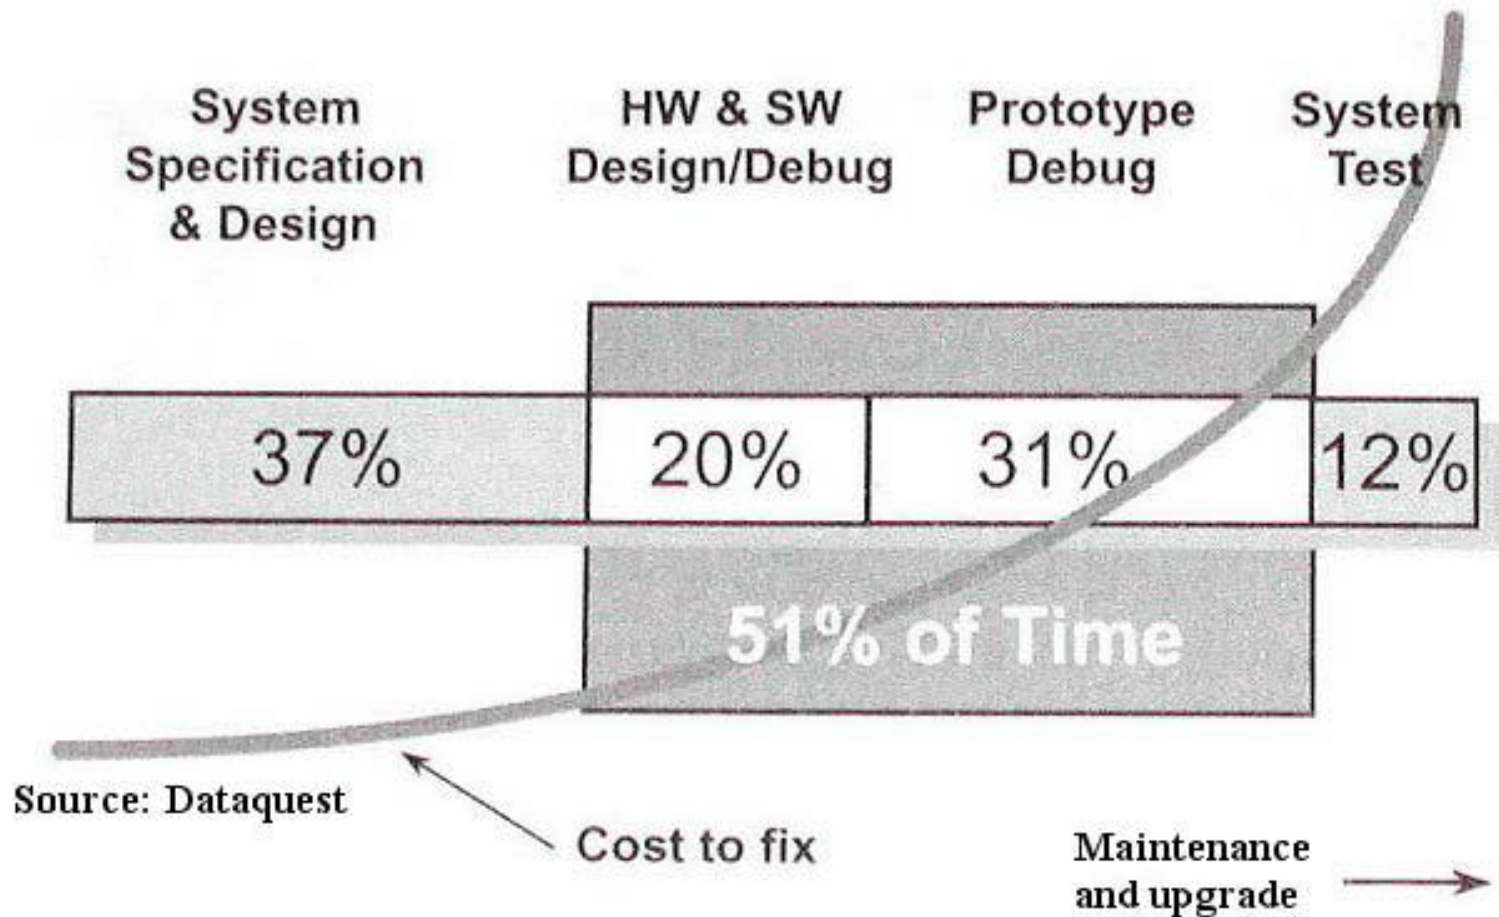 System
Specification
& Design
HW & SW
Design/Debug
Prototype
Debug
System
Test
37%
20%
31%
12%
51% of Time
Source: Dataquest
Cost to fix
Maintenance
and upgrade